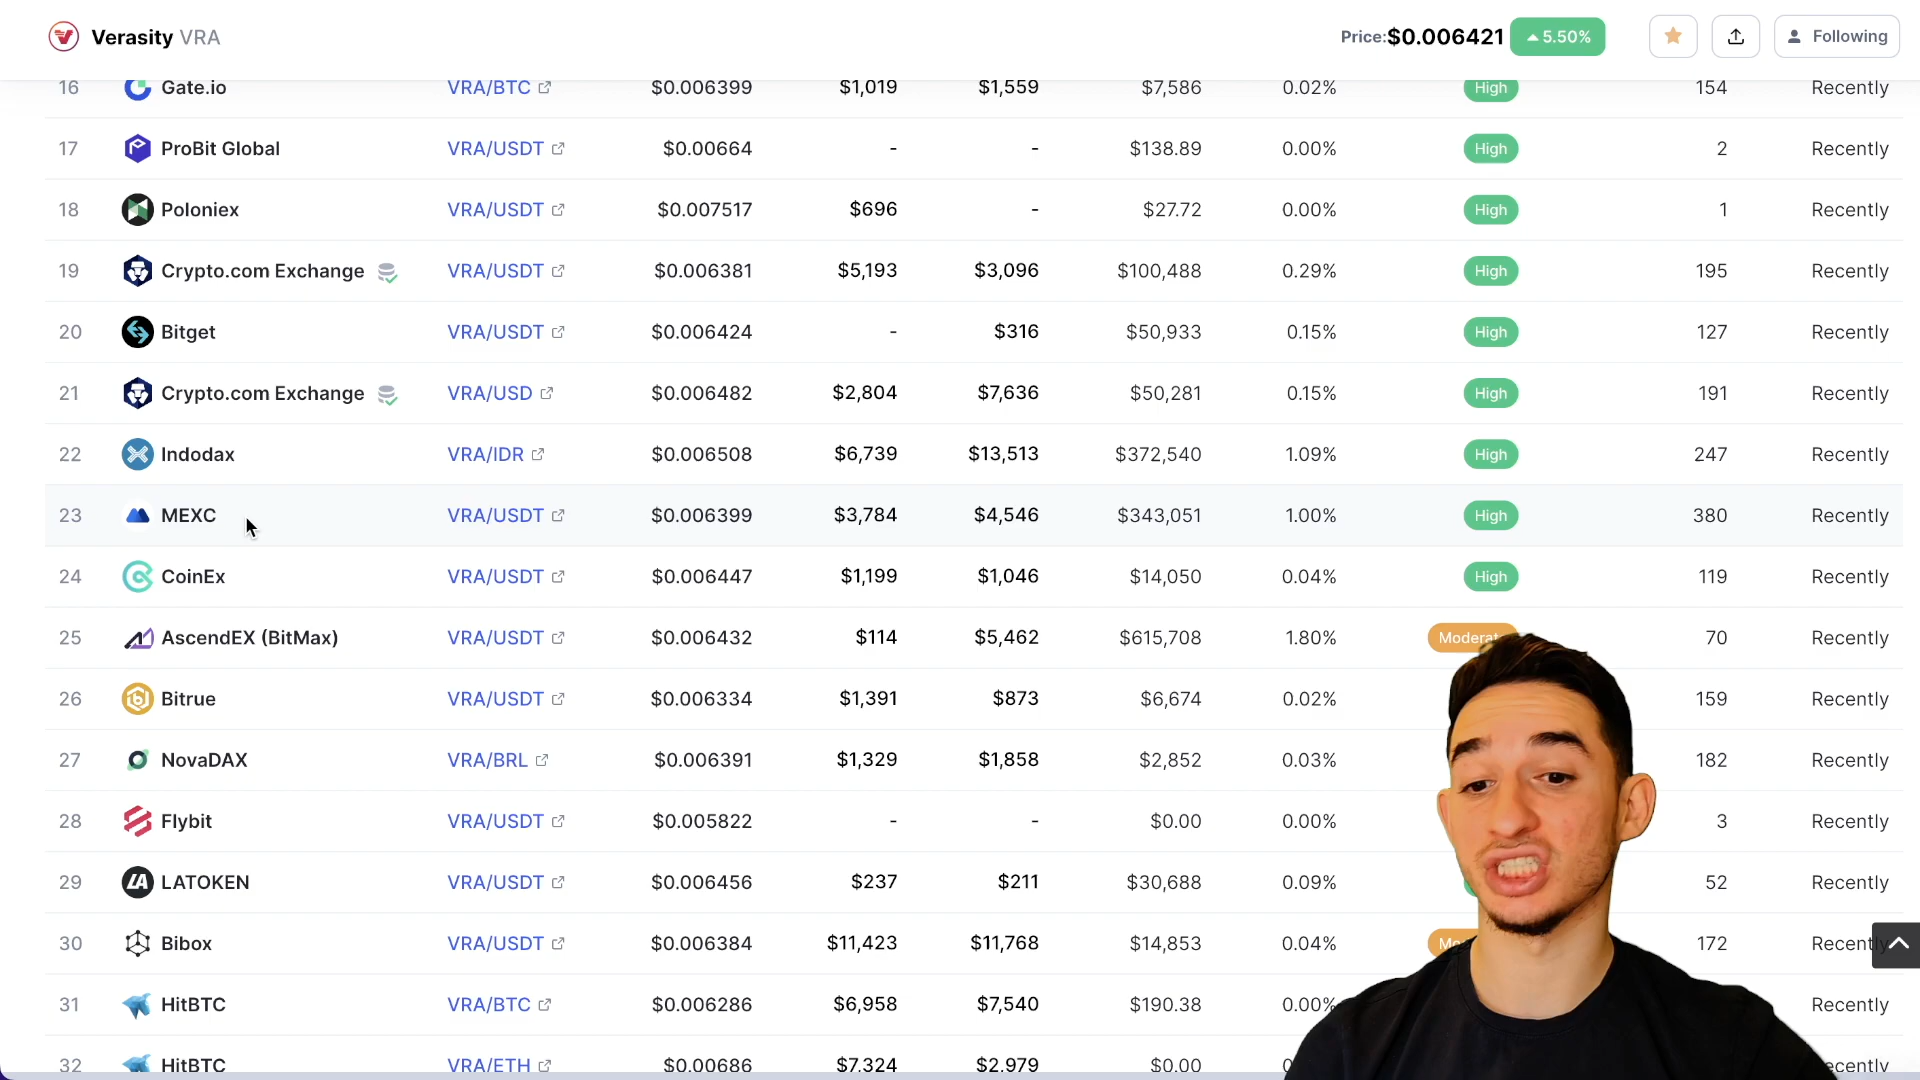 Verasity VRA Price:$0.006421 5.50% Following
16 Gate.io VRA/BTC $0.006399 $1,019 $1,559 $7,586 0.02% High 154 Recently
17 ProBit Global VRA/USDT $0.00664 - - $138.89 0.00% High 2 Recently
18 Poloniex VRA/USDT $0.007517 $696 - $27.72 0.00% High 1 Recently
19 Crypto.com Exchange VRA/USDT $0.006381 $5,193 $3,096 $100,488 0.29% High 195 Recently
20 Bitget VRA/USDT $0.006424 - $316 $50,933 0.15% High 127 Recently
21 Crypto.com Exchange VRA/USD $0.006482 $2,804 $7,636 $50,281 0.15% High 191 Recently
22 Indodax VRA/IDR $0.006508 $6,739 $13,513 $372,540 1.09% High 247 Recently
23 MEXC VRA/USDT $0.006399 $3,784 $4,546 $343,051 1.00% High 380 Recently
24 CoinEx VRA/USDT $0.006447 $1,199 $1,046 $14,050 0.04% High 119 Recently
25 AscendEX (BitMax) VRA/USDT $0.006432 $114 $5,462 $615,708 1.80% Moderat 70 Recently
26 Bitrue VRA/USDT $0.006334 $1,391 $873 $6,674 0.02% 159 Recently
27 NovaDAX VRA/BRL $0.006391 $1,329 $1,858 $2,852 0.03% 182 Recently
28 Flybit VRA/USDT $0.005822 - - $0.00 0.00% 3 Recently
29 LATOKEN VRA/USDT $0.006456 $237 $211 $30,688 0.09% 52 Recently
30 Bibox VRA/USDT $0.006384 $11,423 $11,768 $14,853 0.04% Mo 172 Recently
31 HitBTC VRA/BTC $0.006286 $6,958 $7,540 $190.38 0.00% Recently
32 HitBTC VRA/ETH $0.00686 $7,324 $2,979 $0.00 ecently